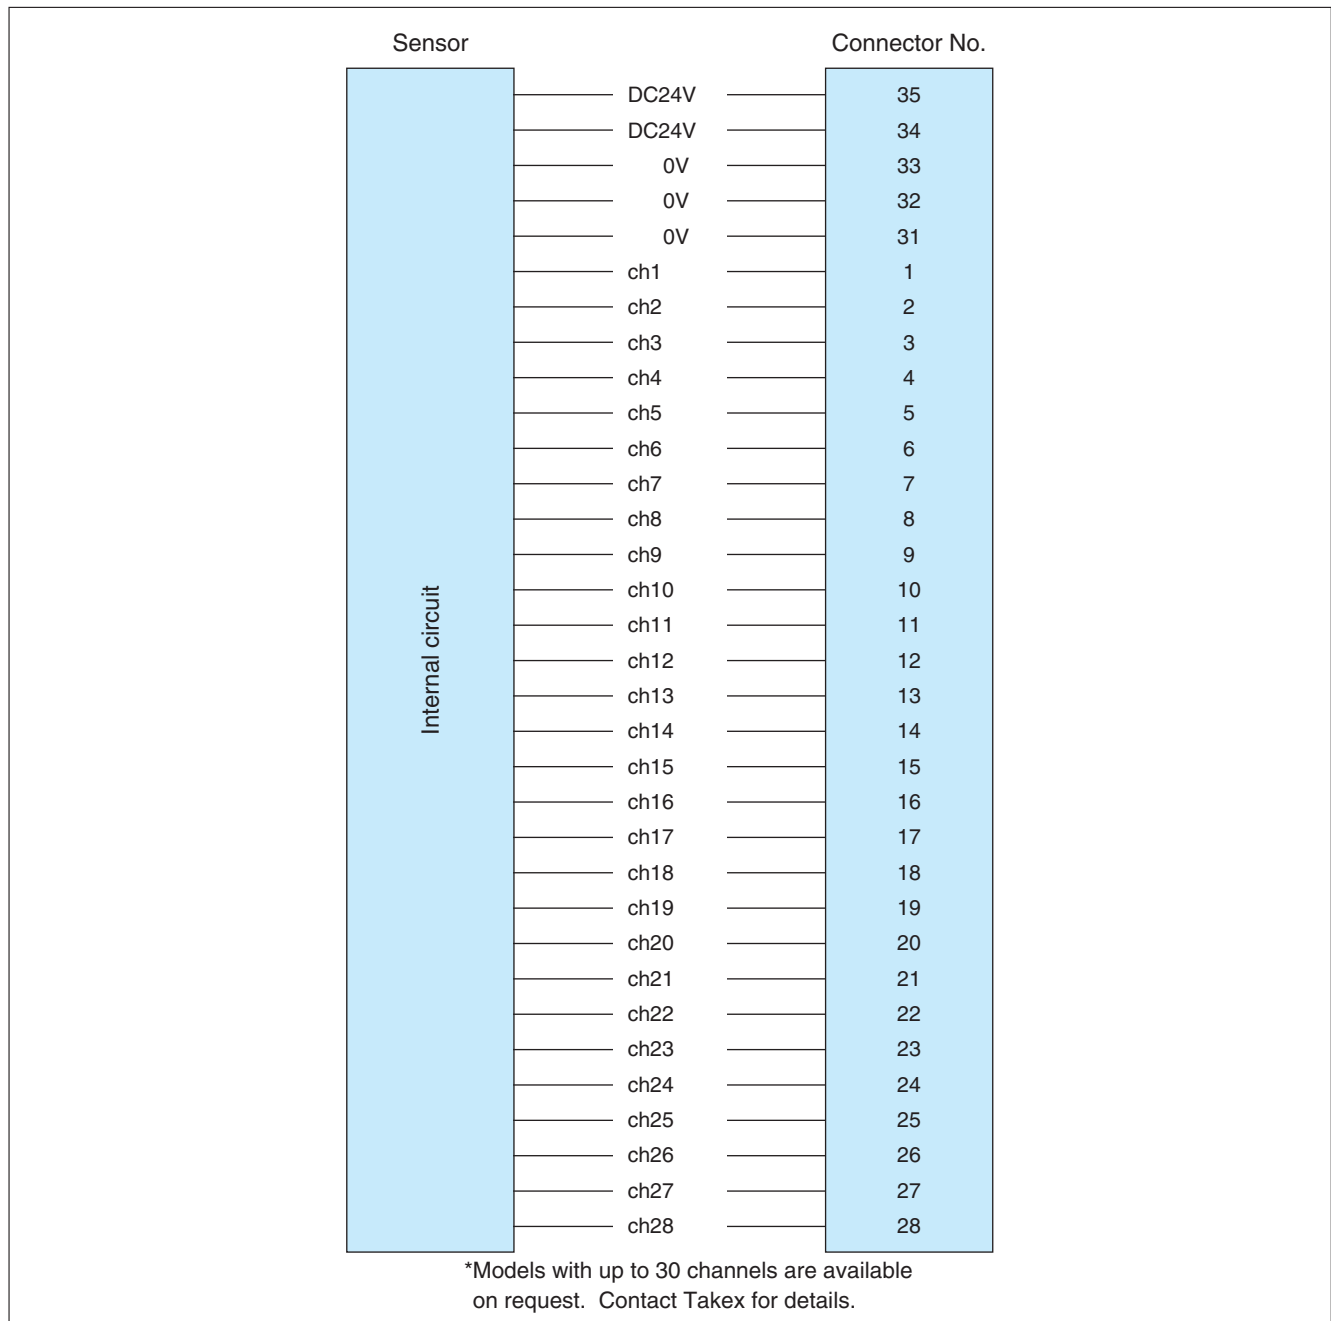 Sensor Connector No.
DC24V 35
DC24V 34
0V 33
0V 32
0V 31
ch1 1
ch2 2
ch3 3
ch4 4
ch5 5
ch6 6
ch7 7
ch8 8
ch9 9
ch10 10
ch11 11
ch12 12
ch13 13
ch14 14
ch15 15
ch16 16
ch17 17
ch18 18
ch19 19
ch20 20
ch21 21
ch22 22
ch23 23
ch24 24
ch25 25
ch26 26
ch27 27
ch28 28
Internal circuit
*Models with up to 30 channels are available
on request. Contact Takex for details.